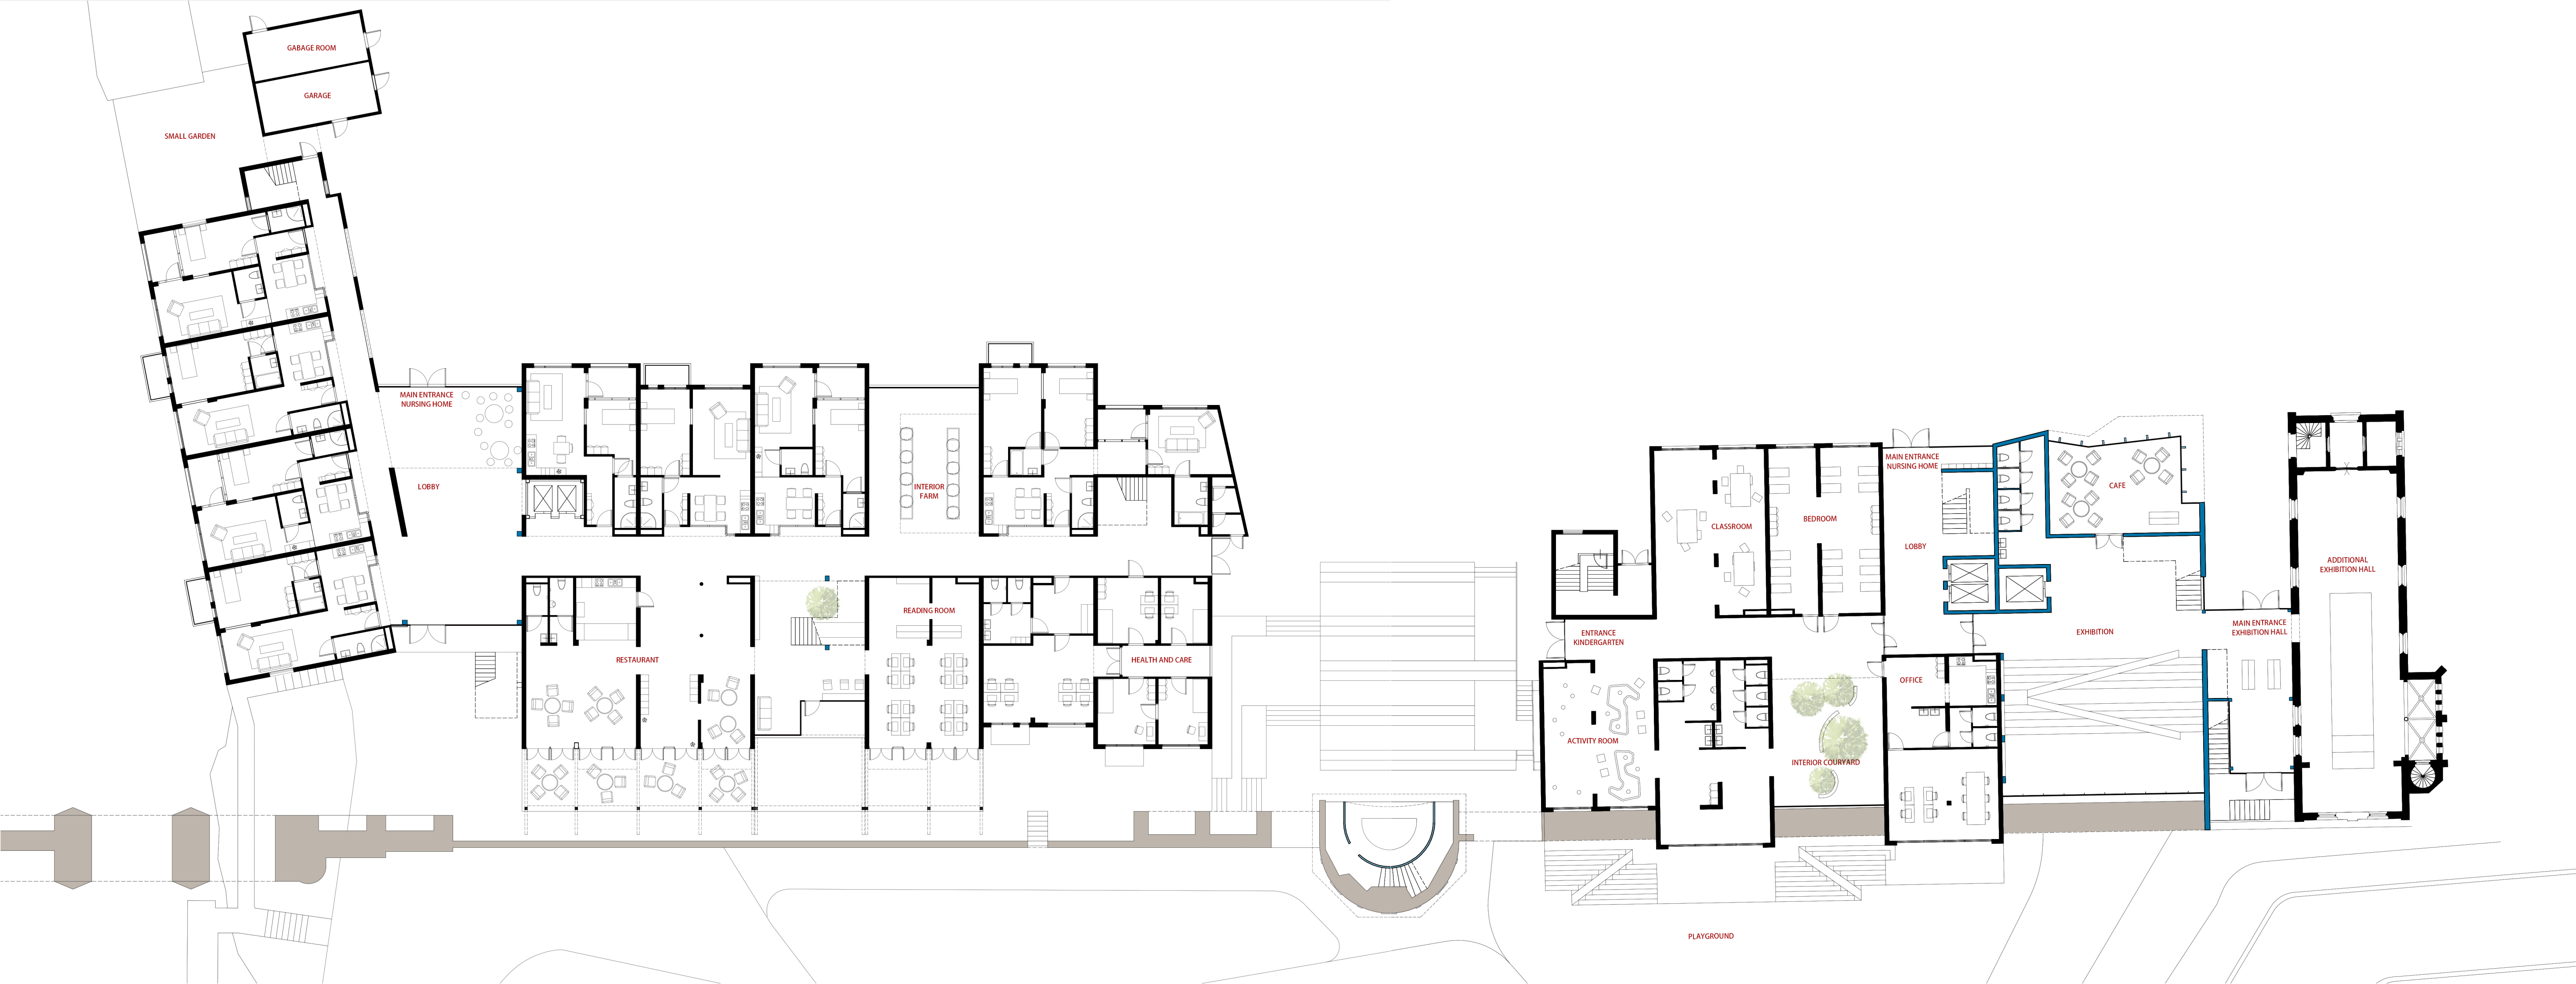 GABAGE ROOM
GARAGE
SMALL GARDEN
MAIN ENTRANCE
NURSING HOME
LOBBY
INTERIOR
FARM
READING ROOM
RESTAURANT
HEALTH AND CARE
MAIN ENTRANCE
NURSING HOME
CAFE
CLASSROOM
BEDROOM
LOBBY
ADDITIONAL
EXHIBITION HALL
ENTRANCE
KINDERGARTEN
EXHIBITION
MAIN ENTRANCE
EXHIBITION HALL
OFFICE
ACTIVITY ROOM
INTERIOR COURYARD
PLAYGROUND